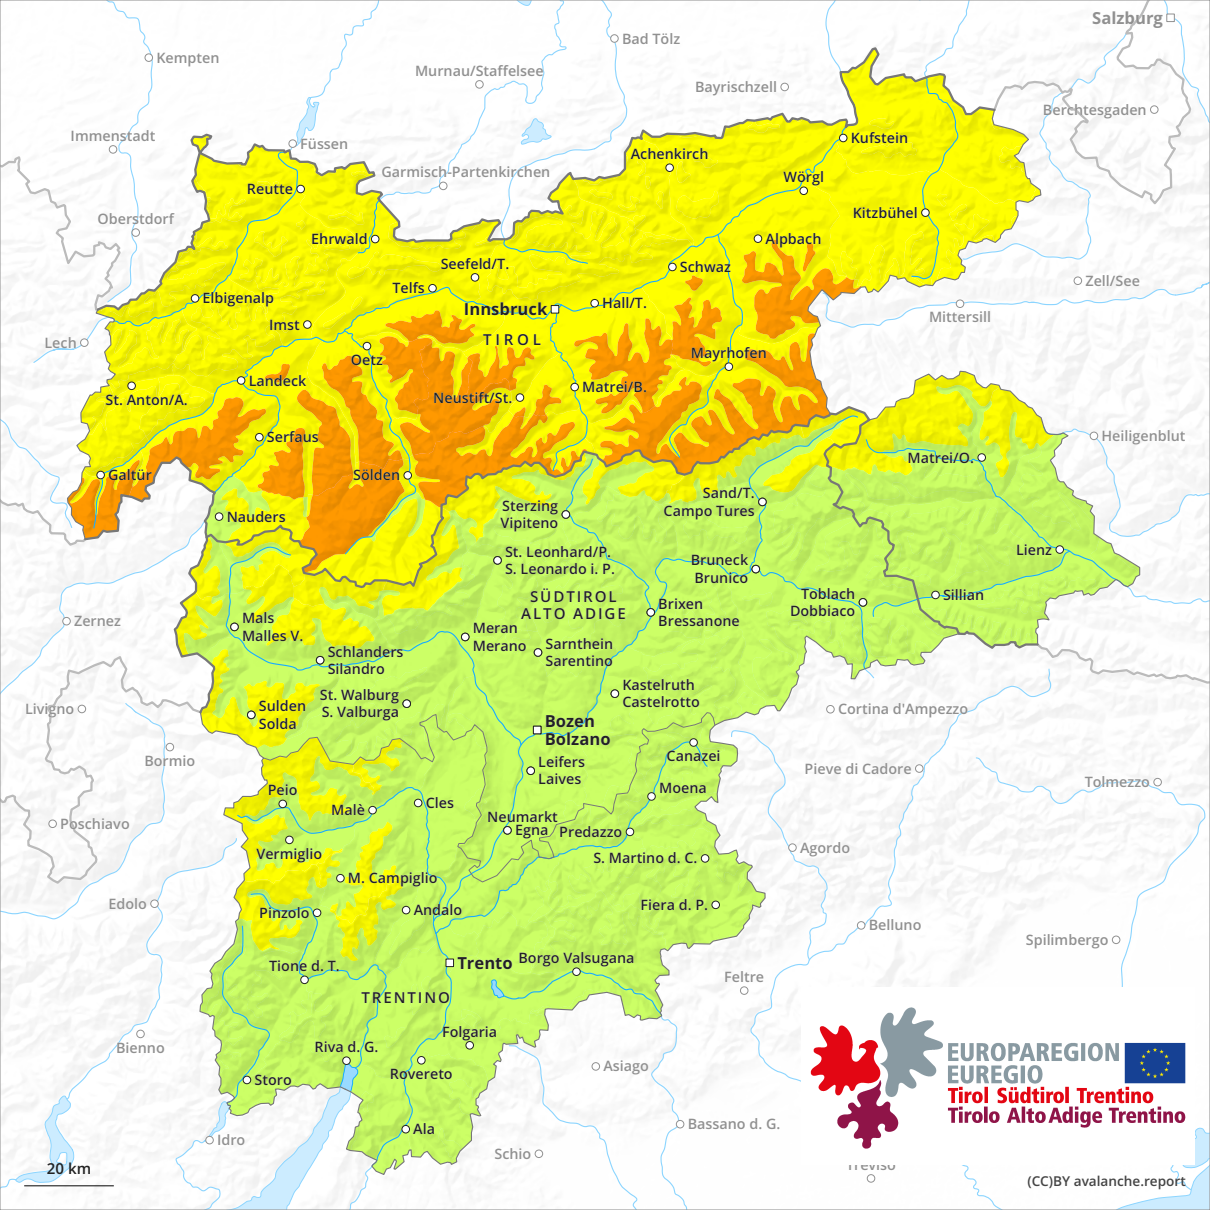 Salzburg
Bad Tölz
Kempten
Murnau/Staffelsee
Bayrischzell
Berchtesgaden
Immenstadt
Füssen
Kufstein
Achenkirch
Garmisch-Partenkirchen
Wörgl
Reutte
Oberstdorf
Kitzbühel
Ehrwald
Alpbach
Seefeld/T.
Schwaz
Zell/See
Telfs
Elbigenalp
Hall/T.
Innsbruck
Mittersill
Imst
Lech
TIROL
Oetz
Mayrhofen
Landeck
Matrei/B.
St. Anton/A.
Neustift/St.
Serfaus
Heiligenblut
Matrei/O.
Galtür
Sölden
Sand/T.
Campo Tures
Sterzing
Vipiteno
Nauders
St. Leonhard/P.
S. Leonardo i. P.
Lienz
Bruneck
Brunico
SÜDTIROL
ALTO ADIGE
Toblach
Dobbiaco
Sillian
Brixen
Bressanone
Zernez
Mals
Malles V.
Meran
Merano
Sarnthein
Sarentino
Schlanders
Silandro
Kastelruth
Castelrotto
St. Walburg
S. Valburga
Sulden
Solda
Livigno
Cortina d'Ampezzo
Bozen
Bolzano
Canazei
Bormio
Leifers
Laives
Pieve di Cadore
Tolmezzo
Peio
Moena
Malè
Cles
Neumarkt
Egna
Predazzo
Poschiavo
Vermiglio
Agordo
S. Martino d. C.
M. Campiglio
Edolo
Pinzolo
Andalo
Fiera d. P.
Belluno
Spilimbergo
Trento
Borgo Valsugana
Tione d. T.
Feltre
TRENTINO
Folgaria
Bienno
Riva d. G.
Rovereto
Asiago
Storo
EUROPAREGION
EUREGIO
Tirol Südtirol Trentino
Tirolo Alto Adige Trentino
Ala
Bassano d. G.
Idro
Schio
Treviso
20 km
(CC)BY avalanche.report